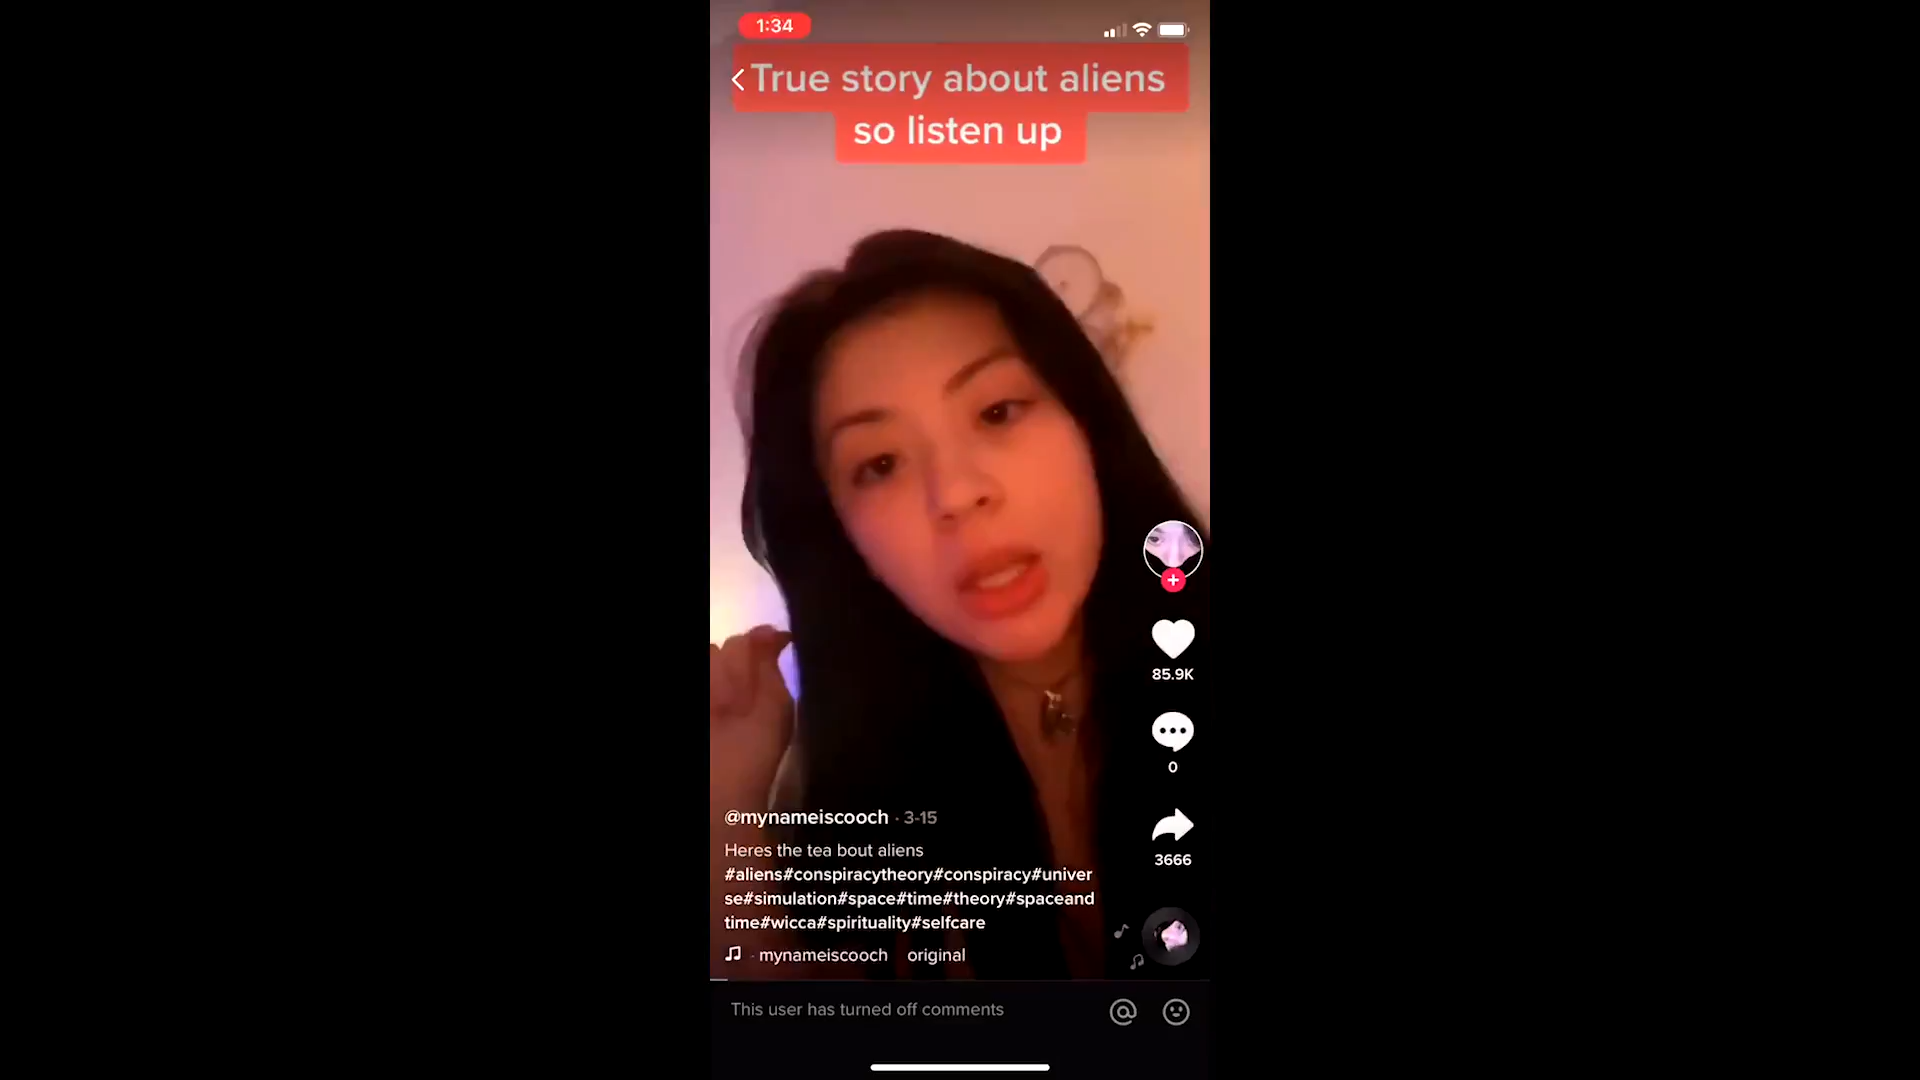 1:34
True story about aliens
so listen up
85.9K
0
@mynameiscooch · 3-15
Heres the tea bout aliens
#aliens#conspiracytheory#conspiracy#univer
se#simulation#space#time#theory#spaceand
time#wicca#spirituality#selfcare
3666
· mynameiscooch original
This user has turned off comments